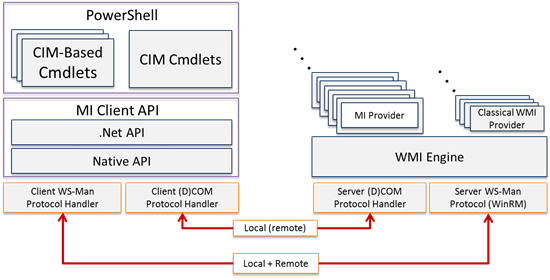 PowerShell
CIM-Based
Cmdlets
CIM Cmdlets
MI Client API
.Net API
Native API
Client WS-Man
Protocol Handler
Client (D)COM
Protocol Handler
MI Provider
Classical WMI
Provider
WMI Engine
Server (D)COM
Protocol Handler
Server WS-Man
Protocol (WinRM)
Local (remote)
Local + Remote